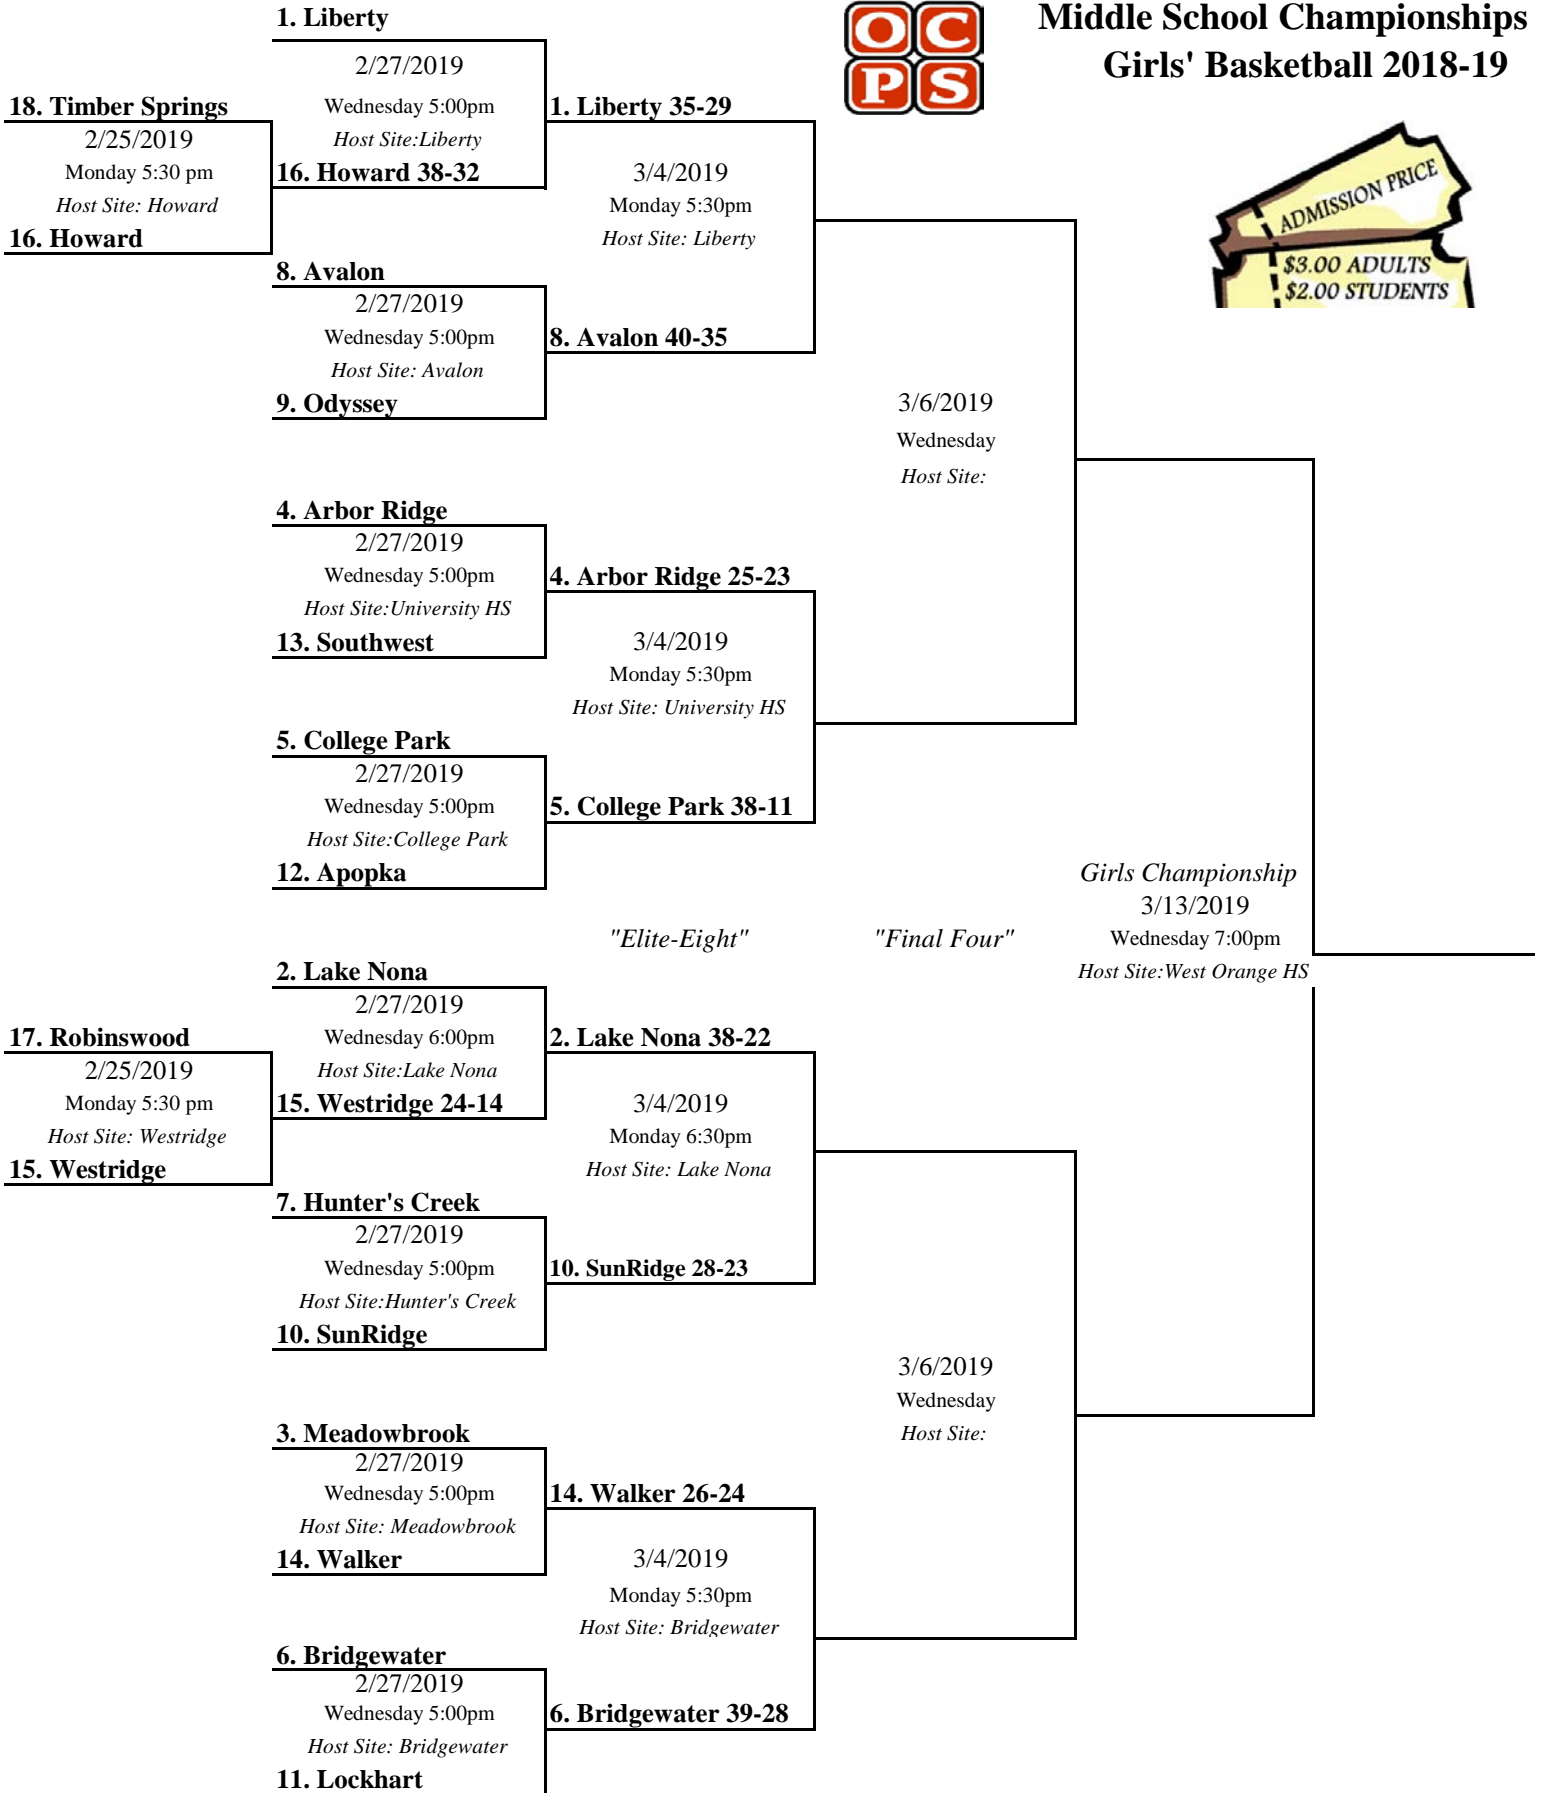 Middle School Championships
Girls' Basketball 2018-19
OC
PS
ADMISSION PRICE
$3.00 ADULTS
$2.00 STUDENTS
18. Timber Springs
2/25/2019
Monday 5:30 pm
Host Site: Howard
16. Howard
1. Liberty
2/27/2019
Wednesday 5:00pm
Host Site:Liberty
16. Howard 38-32
8. Avalon
2/27/2019
Wednesday 5:00pm
Host Site: Avalon
9. Odyssey
1. Liberty 35-29
3/4/2019
Monday 5:30pm
Host Site: Liberty
8. Avalon 40-35
3/6/2019
Wednesday
Host Site:
4. Arbor Ridge
2/27/2019
Wednesday 5:00pm
Host Site:University HS
13. Southwest
5. College Park
2/27/2019
Wednesday 5:00pm
Host Site:College Park
12. Apopka
4. Arbor Ridge 25-23
3/4/2019
Monday 5:30pm
Host Site: University HS
5. College Park 38-11
"Elite-Eight"
"Final Four"
Girls Championship
3/13/2019
Wednesday 7:00pm
Host Site:West Orange HS
17. Robinswood
2/25/2019
Monday 5:30 pm
Host Site: Westridge
15. Westridge
2. Lake Nona
2/27/2019
Wednesday 6:00pm
Host Site:Lake Nona
15. Westridge 24-14
7. Hunter's Creek
2/27/2019
Wednesday 5:00pm
Host Site:Hunter's Creek
10. SunRidge
2. Lake Nona 38-22
3/4/2019
Monday 6:30pm
Host Site: Lake Nona
10. SunRidge 28-23
3/6/2019
Wednesday
Host Site:
3. Meadowbrook
2/27/2019
Wednesday 5:00pm
Host Site: Meadowbrook
14. Walker
6. Bridgewater
2/27/2019
Wednesday 5:00pm
Host Site: Bridgewater
11. Lockhart
14. Walker 26-24
3/4/2019
Monday 5:30pm
Host Site: Bridgewater
6. Bridgewater 39-28